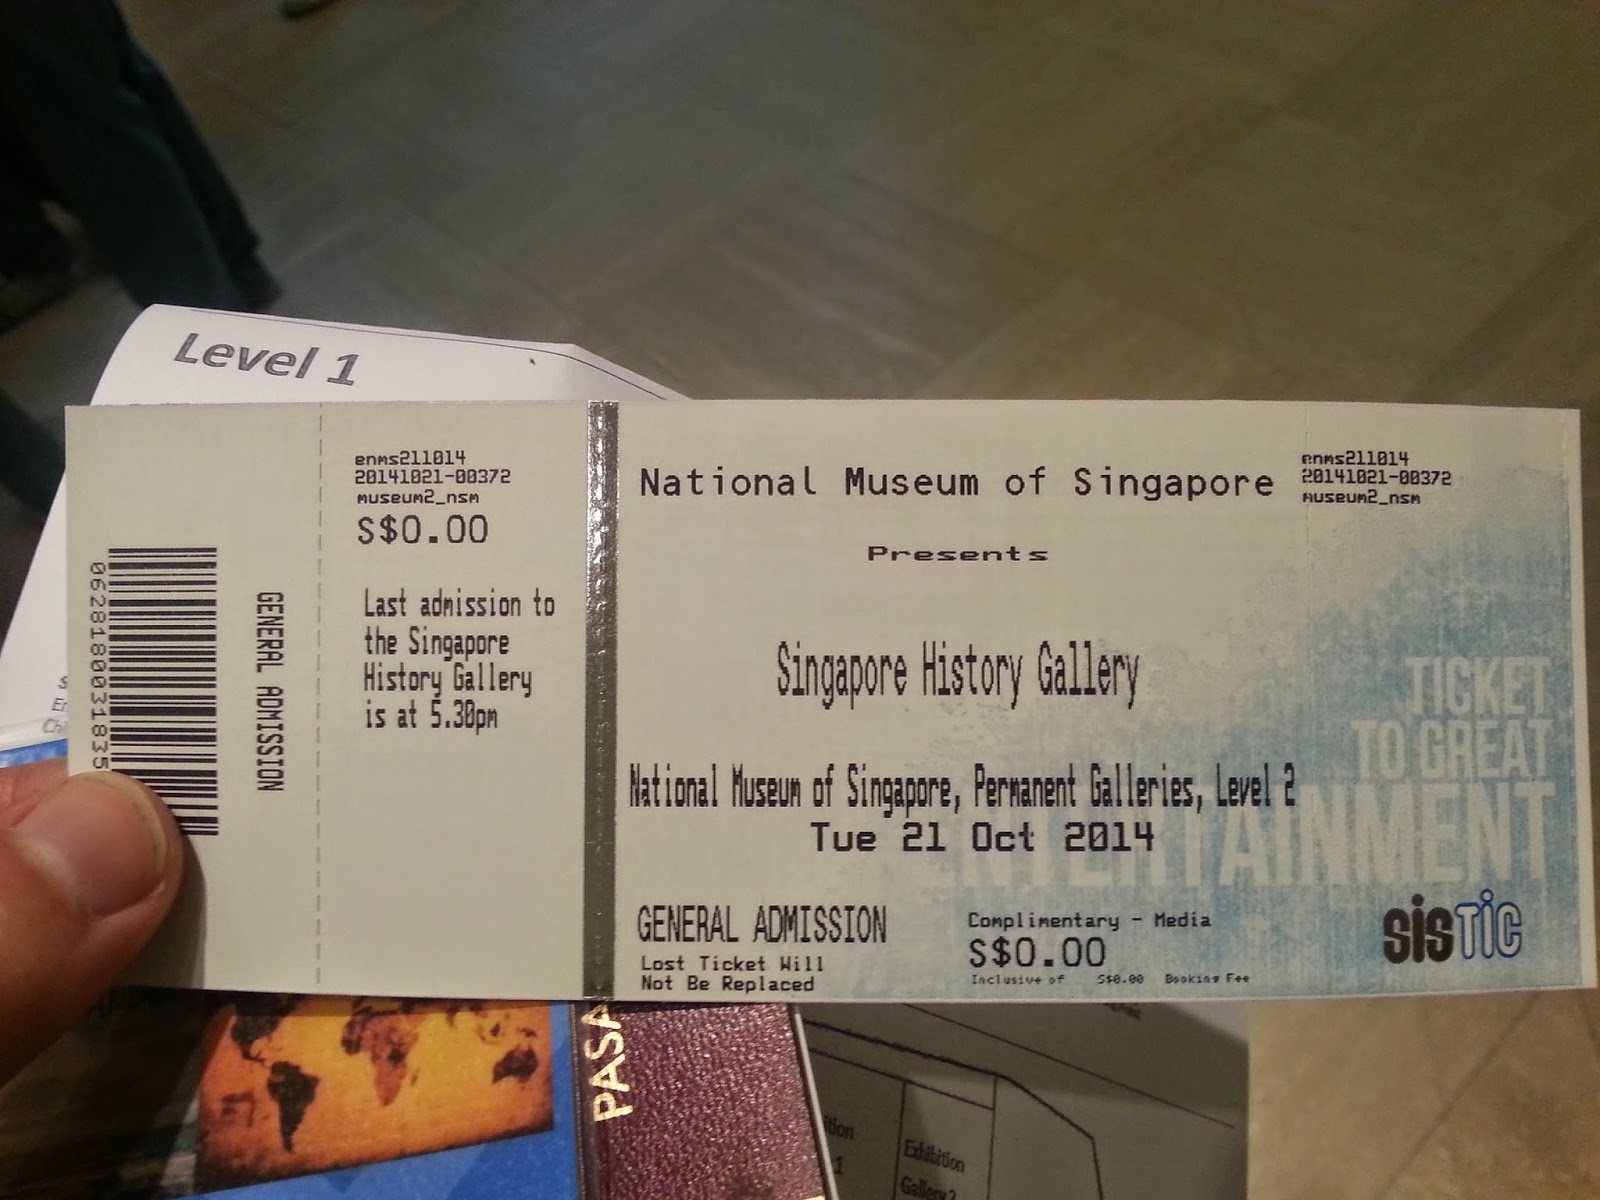 Level 1
enms211014
20141021-00372
museum2_nsm
S$0.00
Last admission to
the Singapore
History Gallery
is at 5.30pm
GENERAL ADMISSION
National Museum of Singapore
Presents
Singapore History Gallery
National Museum of Singapore, Permanent Galleries, Level 2
Tue 21 Oct 2014
GENERAL ADMISSION
Lost Ticket Will
Not Be Replaced
Complimentary - Media
S$0.00
Inclusive of S$0.00 Booking Fee
enms211014
20141021-00372
museum2_nsm
TICKET
TO GREAT
ENTERTAINMENT
SISTIC
PASA
Exhibition